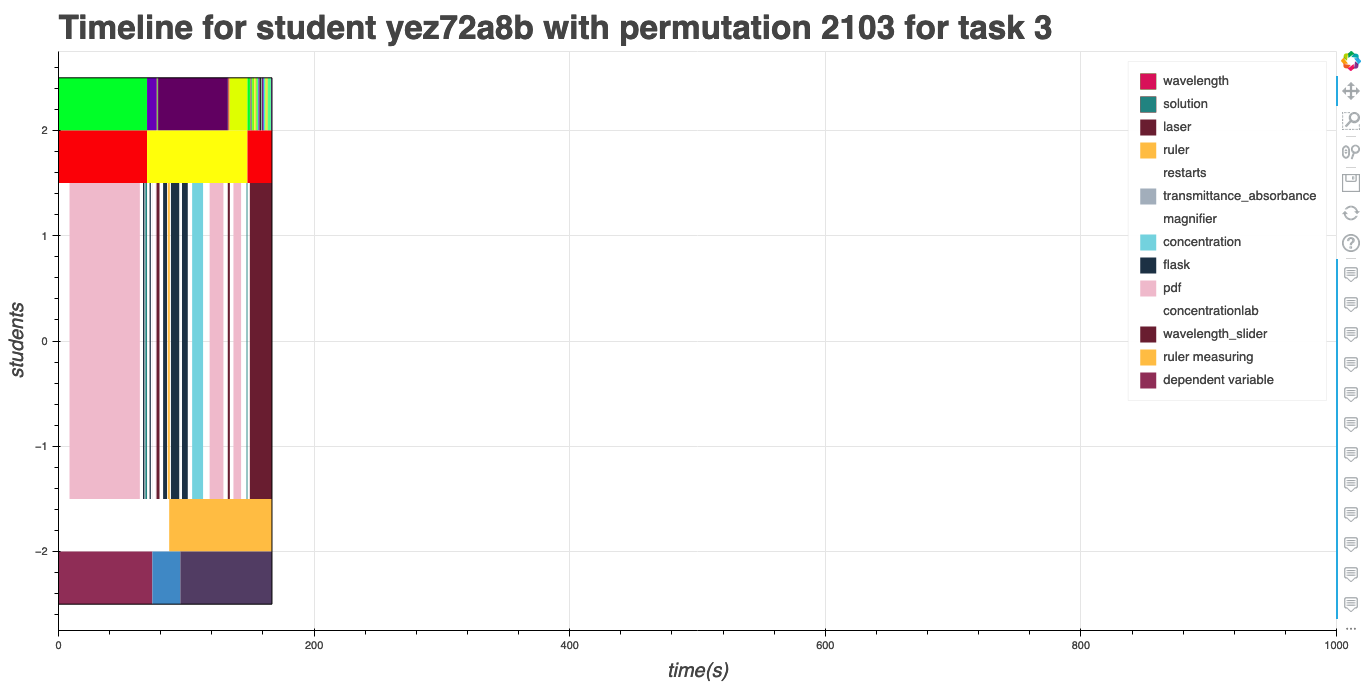 Timeline for student yez72a8b with permutation 2103 for task 3
wavelength
solution
laser
ruler
restarts
transmittance_absorbance
magnifier
concentration
flask
pdf
concentrationlab
wavelength_slider
ruler measuring
dependent variable
students
2
1
0
−1
−2
0 200 400 600 800 1000
time(s)